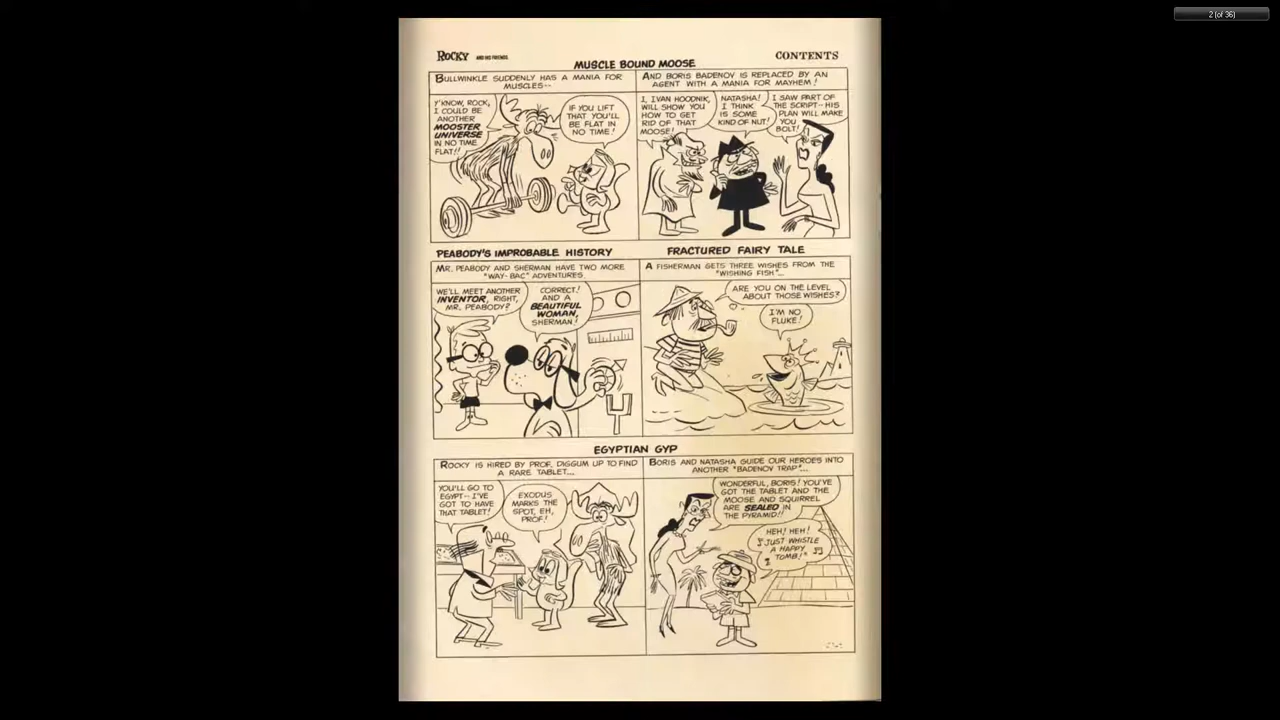 2 (of 36)
ROCKY AND HIS FRIENDS
CONTENTS
MUSCLE BOUND MOOSE
BULLWINKLE SUDDENLY HAS A MANIA FOR
MUSCLES--
Y'KNOW, ROCK,
I COULD BE
ANOTHER
MOOSTER
UNIVERSE
IN NO TIME
FLAT!!
IF YOU LIFT
THAT YOU'LL
BE FLAT IN
NO TIME!
AND BORIS BADENOV IS REPLACED BY AN
AGENT WITH A MANIA FOR MAYHEM!
I, IVAN HOODNIK,
WILL SHOW YOU
HOW TO GET
RID OF THAT
MOOSE!
NATASHA!
I THINK
IS SOME
KIND OF NUT!
I SAW PART OF
THE SCRIPT--HIS
PLAN WILL MAKE
YOU
BOLT!
PEABODY'S IMPROBABLE HISTORY
MR. PEABODY AND SHERMAN HAVE TWO MORE
"WAY-BAC" ADVENTURES.
WE'LL MEET ANOTHER
INVENTOR, RIGHT,
MR. PEABODY?
CORRECT!
AND A
BEAUTIFUL
WOMAN,
SHERMAN!
FRACTURED FAIRY TALE
A FISHERMAN GETS THREE WISHES FROM THE
"WISHING FISH"...
ARE YOU ON THE LEVEL
ABOUT THOSE WISHES?
I'M NO
FLUKE!
EGYPTIAN GYP
ROCKY IS HIRED BY PROF. DIGGUM UP TO FIND
A RARE TABLET...
YOU'LL GO TO
EGYPT--I'VE
GOT TO HAVE
THAT TABLET!
EXODUS
MARKS THE
SPOT, EH,
PROF.!
BORIS AND NATASHA GUIDE OUR HEROES INTO
ANOTHER "BADENOV TRAP"...
WONDERFUL, BORIS! YOU'VE
GOT THE TABLET AND THE
MOOSE AND SQUIRREL
ARE SEALED IN
THE PYRAMID!!
HEH! HEH!
"JUST WHISTLE
A HAPPY
TOMB!"